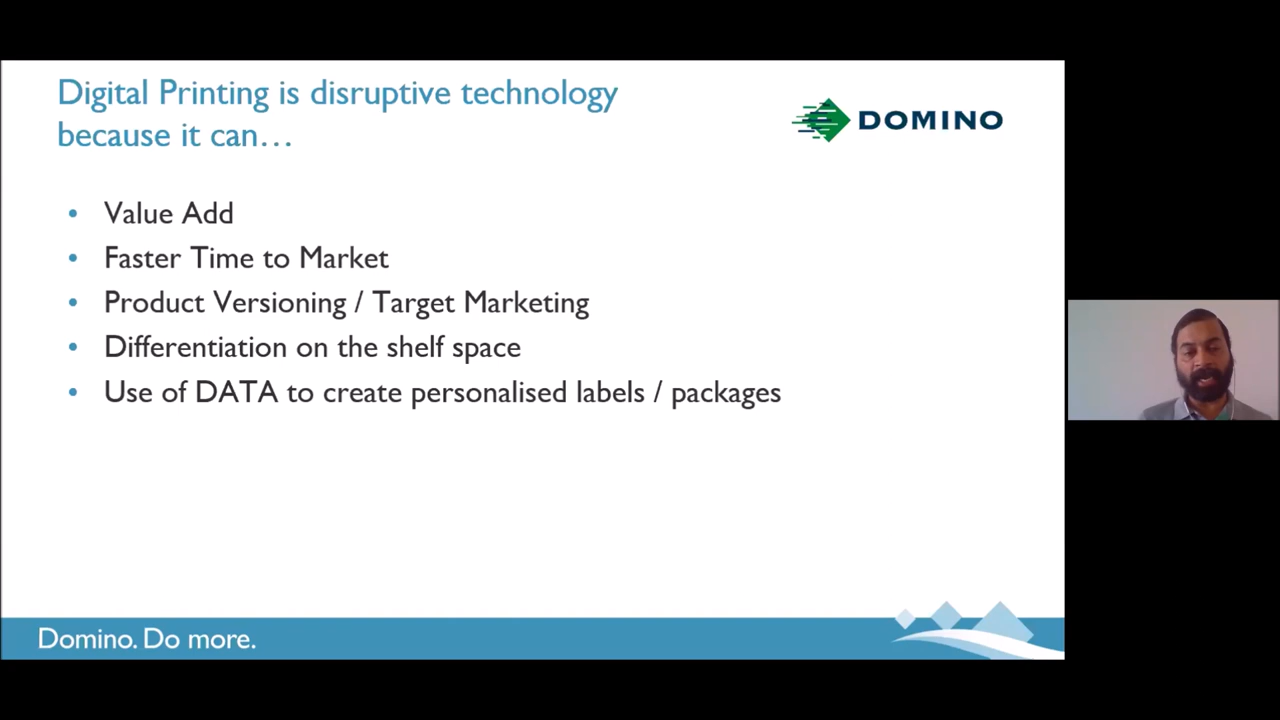 Digital Printing is disruptive technology
because it can...
DOMINO
• Value Add
• Faster Time to Market
• Product Versioning / Target Marketing
• Differentiation on the shelf space
• Use of DATA to create personalised labels / packages
Domino. Do more.